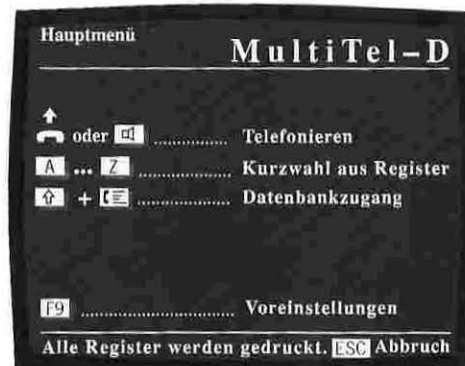 Hauptmenü
MultiTel–D
oder ............ Telefonieren
A ... Z ............ Kurzwahl aus Register
+ ............ Datenbankzugang
F9 ............ Voreinstellungen
Alle Register werden gedruckt. ESC Abbruch